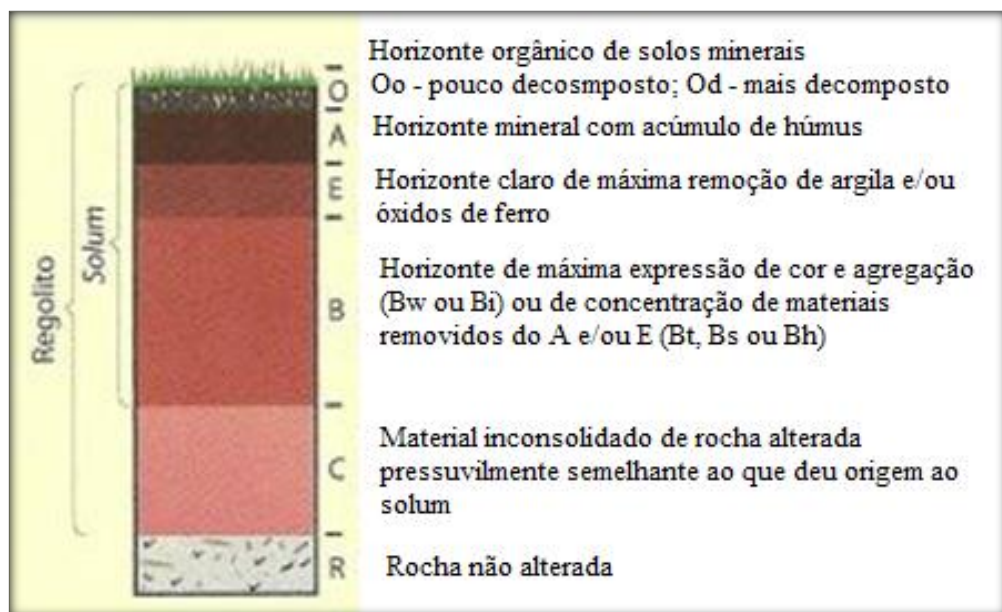 Horizonte orgânico de solos minerais
Oo - pouco decosmposto; Od - mais decomposto
Horizonte mineral com acúmulo de húmus
Horizonte claro de máxima remoção de argila e/ou
óxidos de ferro
Horizonte de máxima expressão de cor e agregação
(Bw ou Bi) ou de concentração de materiais
removidos do A e/ou E (Bt, Bs ou Bh)
Material inconsolidado de rocha alterada
pressuvilmente semelhante ao que deu origem ao
solum
Rocha não alterada
Regolito
Solum
O
A
E
B
C
R